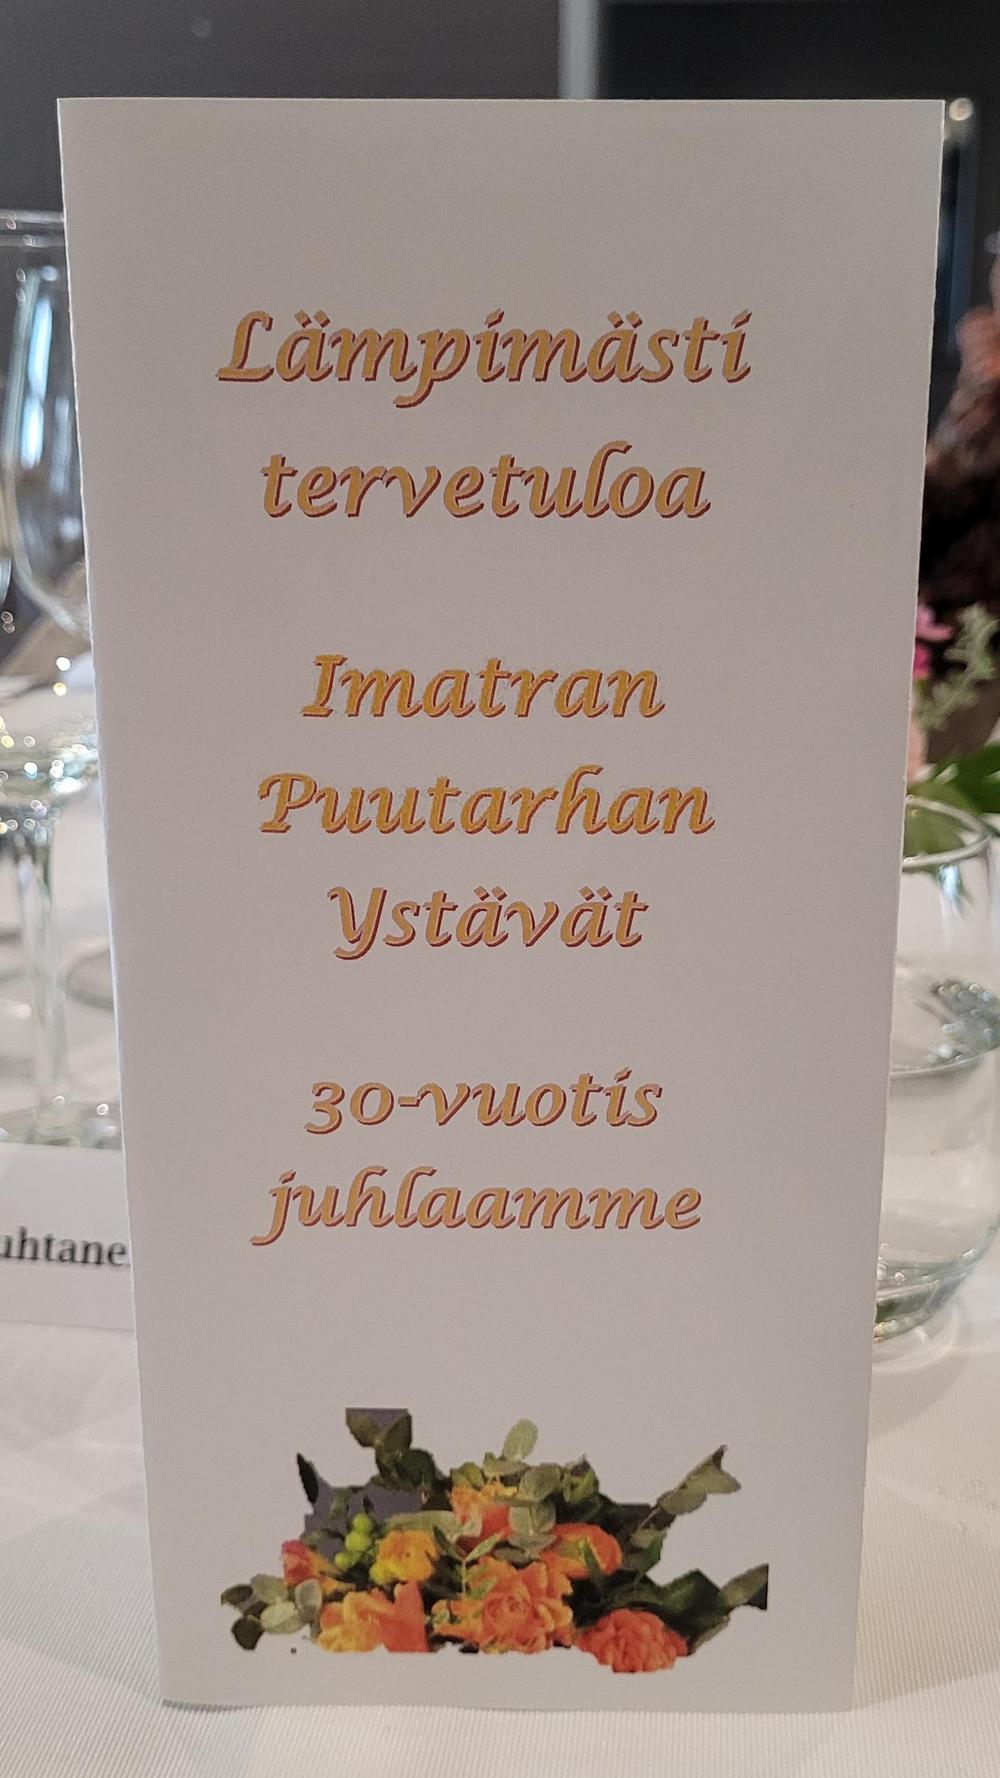 Lämpimästi
tervetuloa
Imatran
Puutarhan
Ystävät
30-vuotis
juhlaamme